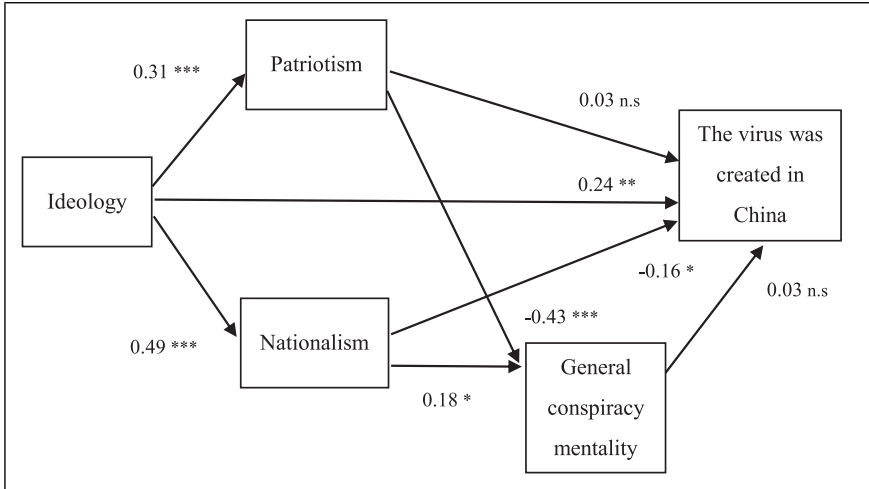 Patriotism
0.31 ***
0.03 n.s
The virus was
created in
China
Ideology
0.24 **
-0.16 *
0.03 n.s
Nationalism
0.49 ***
-0.43 ***
0.18 *
General
conspiracy
mentality